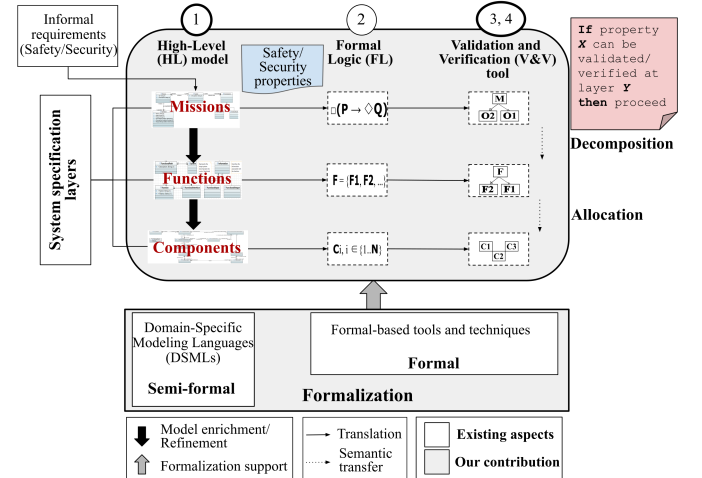 Informal
requirements
(Safety/Security)
1
2
3, 4
High-Level
(HL) model
Safety/
Security
properties
Formal
Logic (FL)
Validation and
Verification (V&V)
tool
If property
X can be
validated/
verified at
layer Y
then proceed
System specification
layers
Missions
□(P → ◇Q)
M
O2 O1
Decomposition
Functions
F = {F1, F2, ...}
F
F2 F1
Allocation
Components
Ci, i ∈ {1..N}
C1 C3
C2
Domain-Specific
Modeling Languages
(DSMLs)
Semi-formal
Formal-based tools and techniques
Formal
Formalization
Model enrichment/
Refinement
Formalization support
Translation
Semantic
transfer
Existing aspects
Our contribution